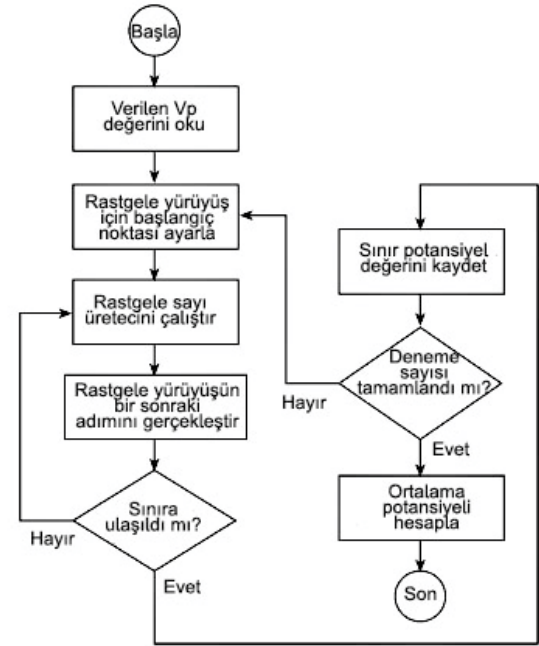 Başla
Verilen Vp
değerini oku
Rastgele yürüyüş
için başlangıç
noktası ayarla
Rastgele sayı
üretecini çalıştır
Rastgele yürüyüşün
bir sonraki
adımını gerçekleştir
Sınıra
ulaşıldı mı?
Hayır
Evet
Sınır potansiyel
değerini kaydet
Deneme
sayısı
tamamlandı mı?
Hayır
Evet
Ortalama
potansiyeli
hesapla
Son